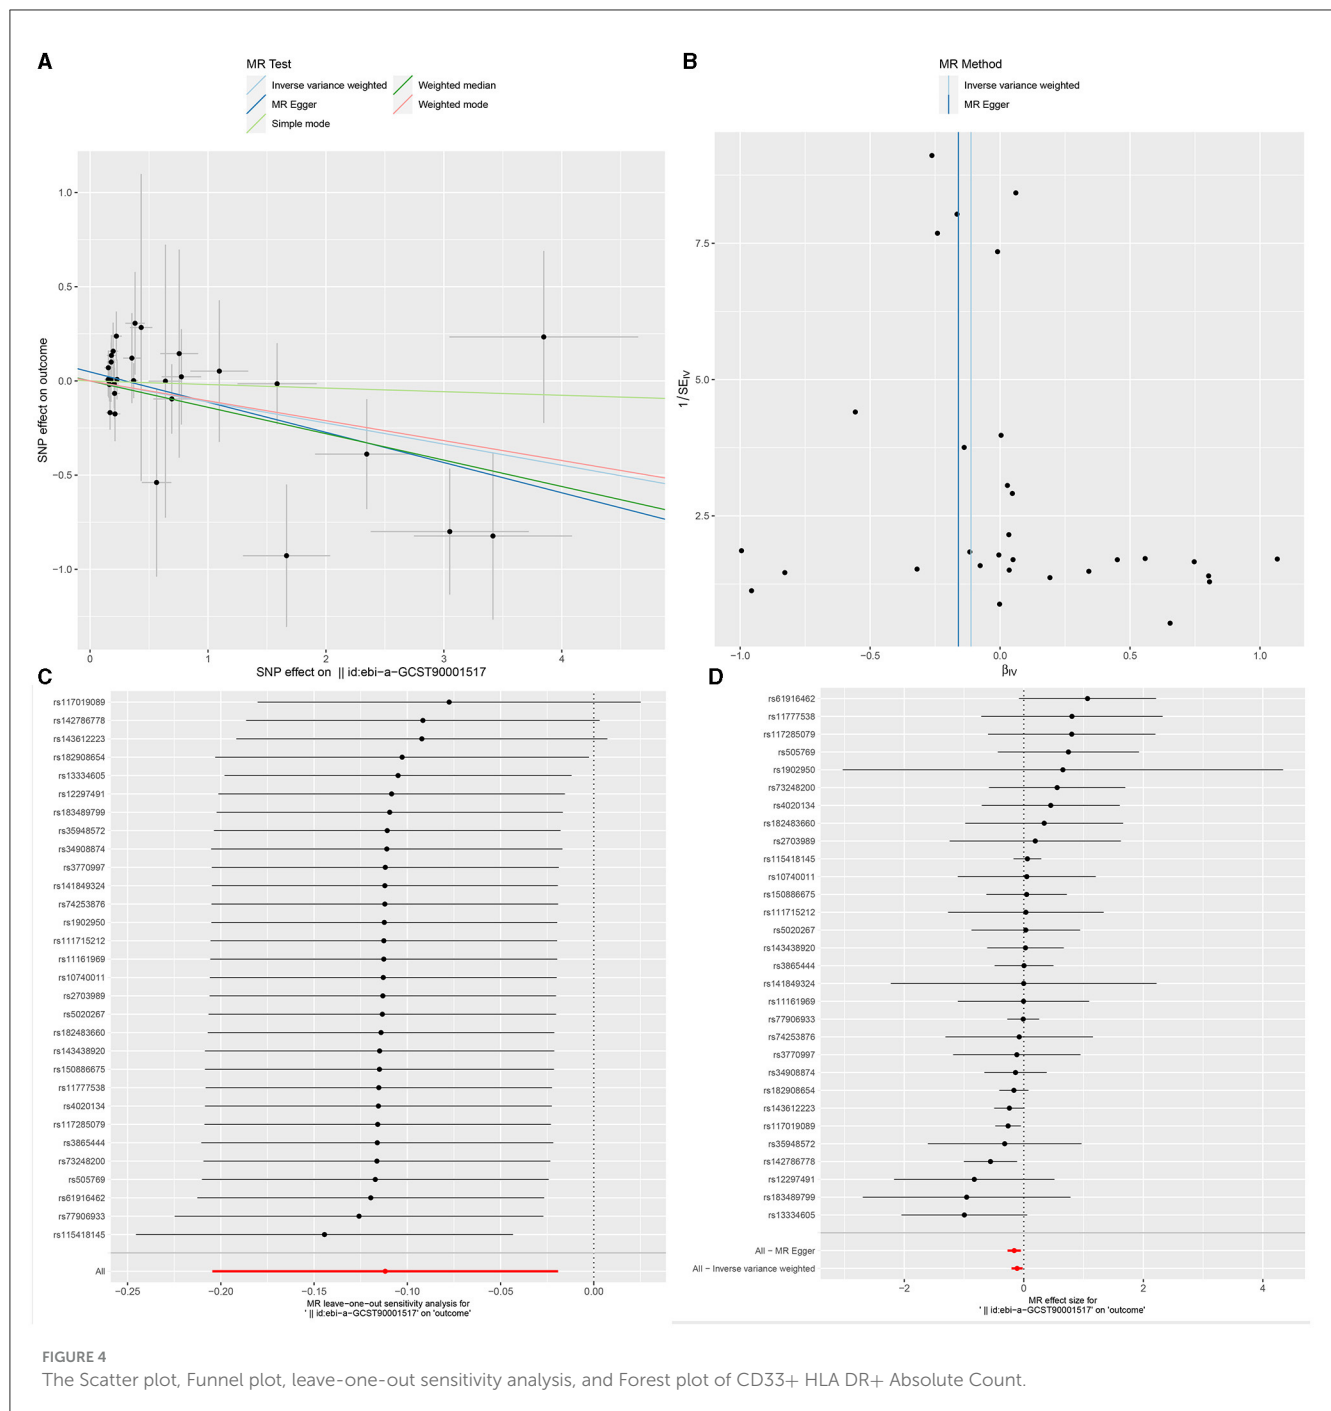 A
MR Test
Inverse variance weighted
MR Egger
Simple mode
Weighted median
Weighted mode
SNP effect on outcome
1.0
0.5
0.0
−0.5
−1.0
0
1
2
3
4
SNP effect on || id:ebi-a-GCST90001517
B
MR Method
Inverse variance weighted
MR Egger
1/SEIV
7.5
5.0
2.5
−1.0
−0.5
0.0
0.5
1.0
βIV
C
rs117019089
rs142786778
rs143612223
rs182908654
rs13334605
rs12297491
rs183489799
rs35948572
rs34908874
rs3770997
rs141849324
rs74253876
rs1902950
rs111715212
rs11161969
rs10740011
rs2703989
rs5020267
rs182483660
rs143438920
rs150886675
rs11777538
rs4020134
rs117285079
rs3865444
rs73248200
rs505769
rs61916462
rs77906933
rs115418145
All
−0.25
−0.20
−0.15
−0.10
−0.05
0.00
MR leave−one−out sensitivity analysis for
' || id:ebi−a−GCST90001517' on 'outcome'
D
rs61916462
rs11777538
rs117285079
rs505769
rs1902950
rs73248200
rs4020134
rs182483660
rs2703989
rs115418145
rs10740011
rs150886675
rs111715212
rs5020267
rs143438920
rs3865444
rs141849324
rs11161969
rs77906933
rs74253876
rs3770997
rs34908874
rs182908654
rs143612223
rs117019089
rs35948572
rs142786778
rs12297491
rs183489799
rs13334605
All − MR Egger
All − Inverse variance weighted
−2
0
2
4
MR effect size for
' || id:ebi−a−GCST90001517' on 'outcome'
FIGURE 4
The Scatter plot, Funnel plot, leave-one-out sensitivity analysis, and Forest plot of CD33+ HLA DR+ Absolute Count.